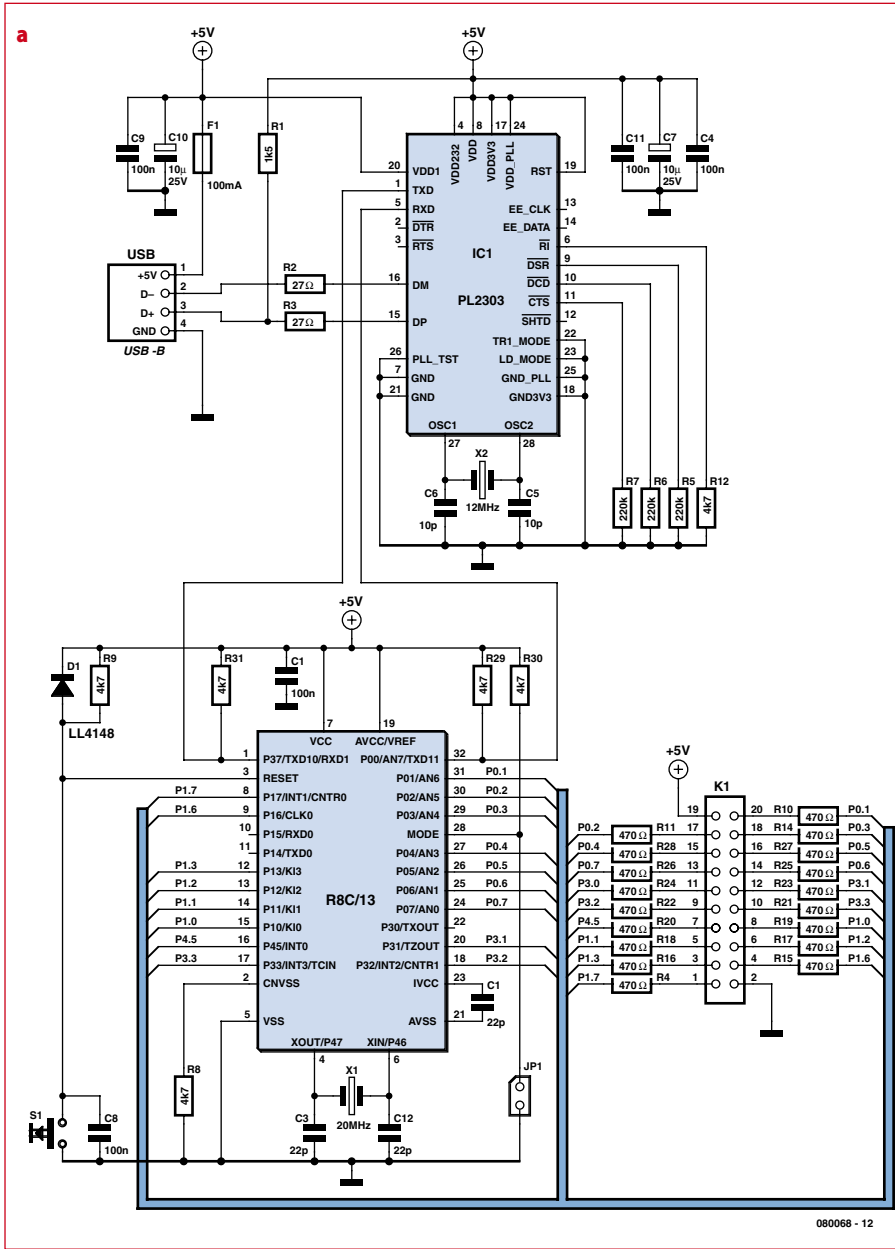 a
+5V
+5V
C9
100n
C10
10µ
25V
F1
100mA
R1
1k5
4
8
17
24
VDD232
VDD
VDD3V3
VDD_PLL
C11
100n
C7
10µ
25V
C4
100n
20
VDD1
RST
19
1
TXD
5
RXD
EE_CLK
13
2
DTR
EE_DATA
14
3
RTS
RI
6
IC1
DSR
9
DCD
10
PL2303
CTS
11
SHTD
12
16
DM
15
DP
TR1_MODE
22
26
PLL_TST
LD_MODE
23
7
GND
GND_PLL
25
21
GND
GND3V3
18
OSC1
OSC2
27
28
USB
+5V
1
D–
2
D+
3
GND
4
USB -B
R2
27Ω
R3
27Ω
X2
12MHz
C6
10p
C5
10p
R7
220k
R6
220k
R5
220k
R12
4k7
+5V
D1
LL4148
R9
4k7
R31
4k7
C1
100n
R29
4k7
R30
4k7
7
19
VCC
AVCC/VREF
1
P37/TXD10/RXD1
P00/AN7/TXD11
32
3
RESET
P01/AN6
31
P0.1
P1.7
8
P17/INT1/CNTR0
P02/AN5
30
P0.2
P1.6
9
P16/CLK0
P03/AN4
29
P0.3
10
P15/RXD0
MODE
28
11
P14/TXD0
P04/AN3
27
P0.4
P1.3
12
P13/KI3
P05/AN2
26
P0.5
P1.2
13
P12/KI2
P06/AN1
25
P0.6
P1.1
14
P11/KI1
P07/AN0
24
P0.7
R8C/13
P1.0
15
P10/KI0
P30/TXOUT
22
P4.5
16
P45/INT0
P31/TZOUT
20
P3.1
P3.3
17
P33/INT3/TCIN
P32/INT2/CNTR1
18
P3.2
2
CNVSS
IVCC
23
5
VSS
AVSS
21
C1
22p
XOUT/P47
XIN/P46
4
6
X1
20MHz
C3
22p
C12
22p
R8
4k7
S1
C8
100n
JP1
+5V
K1
19
20
R10
470Ω
P0.1
P0.2
470Ω
R11
17
18
R14
470Ω
P0.3
P0.4
470Ω
R28
15
16
R27
470Ω
P0.5
P0.7
470Ω
R26
13
14
R25
470Ω
P0.6
P3.0
470Ω
R24
11
12
R23
470Ω
P3.1
P3.2
470Ω
R22
9
10
R21
470Ω
P3.3
P4.5
470Ω
R20
7
8
R19
470Ω
P1.0
P1.1
470Ω
R18
5
6
R17
470Ω
P1.2
P1.3
470Ω
R16
3
4
R15
470Ω
P1.6
P1.7
470Ω
R4
1
2
080068 - 12